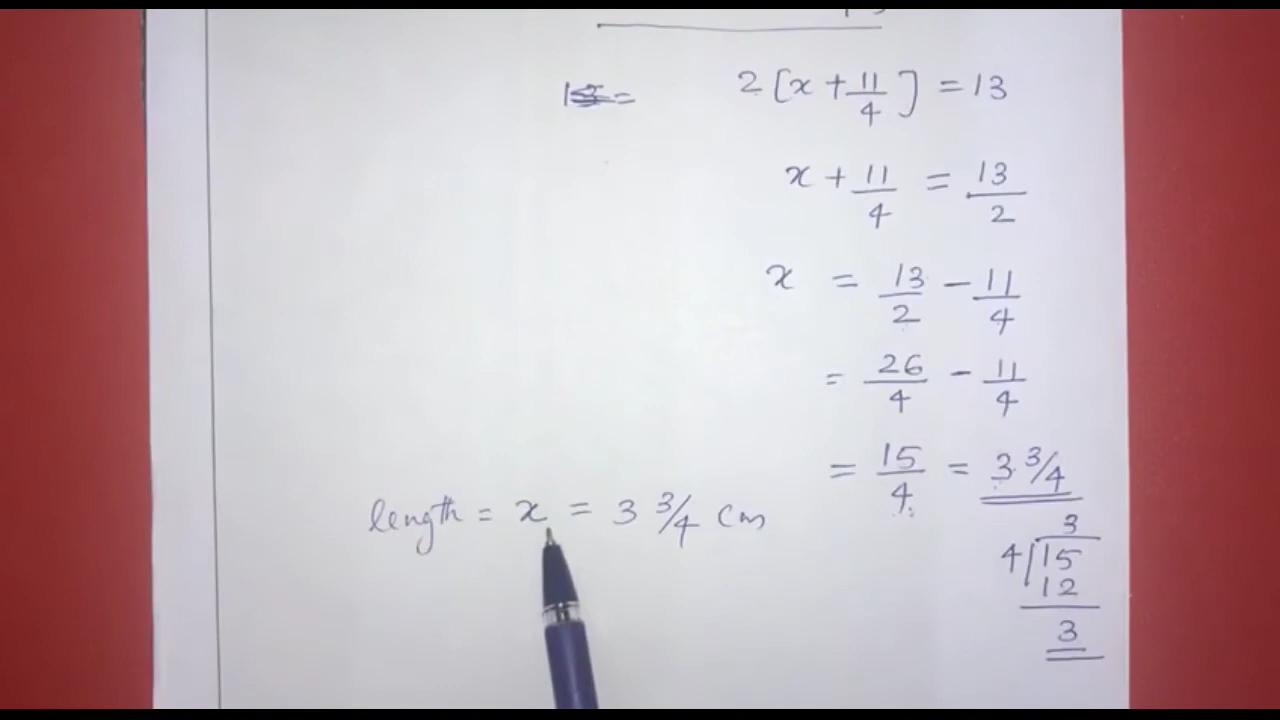 2[x + 11/4] = 13
x + 11/4 = 13/2
x = 13/2 - 11/4
= 26/4 - 11/4
= 15/4 = 3 3/4
length = x = 3 3/4 cm
3
4 15
12
3